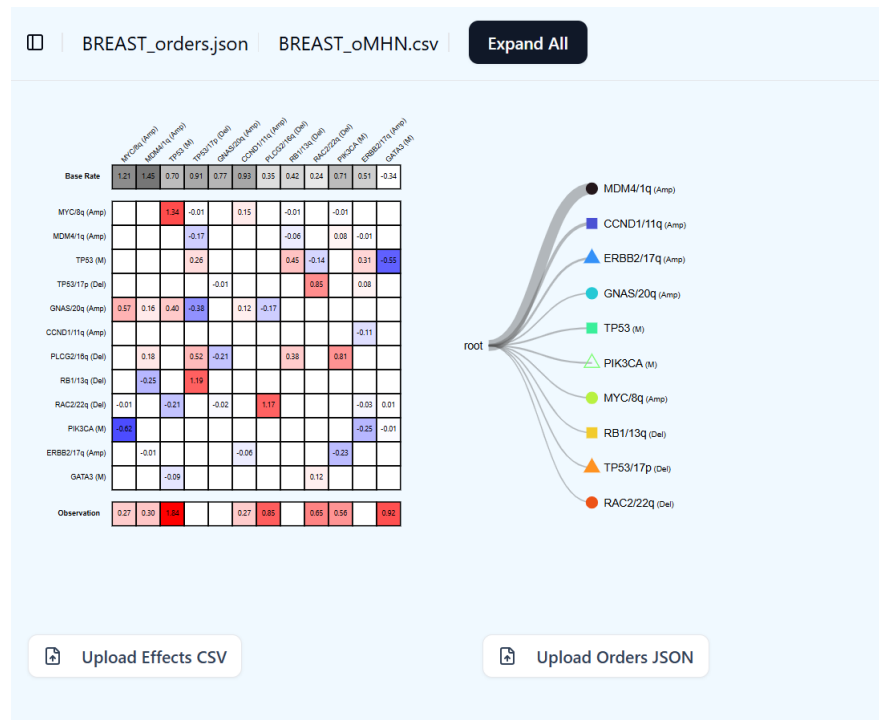 BREAST_orders.json BREAST_oMHN.csv Expand All
MYC/8q (Amp) MDM4/1q (Amp) TP53 (M) TP53/17p (Del) GNAS/20q (Amp) CCND1/11q (Amp) PLCG2/16q (Del) RB1/13q (Del) RAC2/22q (Del) PIK3CA (M) ERBB2/17q (Amp) GATA3 (M)
Base Rate 1.21 1.45 0.70 0.91 0.77 0.93 0.35 0.42 0.24 0.71 0.51 -0.34
MYC/8q (Amp) 1.34 -0.01 0.15 -0.01 -0.01
MDM4/1q (Amp) -0.17 -0.06 0.08 -0.01
TP53 (M) 0.26 0.45 -0.14 0.31 -0.55
TP53/17p (Del) -0.01 0.85 0.08
GNAS/20q (Amp) 0.57 0.16 0.40 -0.38 0.12 -0.17
CCND1/11q (Amp) -0.11
PLCG2/16q (Del) 0.18 0.52 -0.21 0.38 0.81
RB1/13q (Del) -0.25 1.19
RAC2/22q (Del) -0.01 -0.21 -0.02 1.17 -0.03 0.01
PIK3CA (M) -0.62 -0.25 -0.01
ERBB2/17q (Amp) -0.01 -0.06 -0.23
GATA3 (M) -0.09 0.12
Observation 0.27 0.30 1.84 0.27 0.85 0.65 0.56 0.92
root
MDM4/1q (Amp)
CCND1/11q (Amp)
ERBB2/17q (Amp)
GNAS/20q (Amp)
TP53 (M)
PIK3CA (M)
MYC/8q (Amp)
RB1/13q (Del)
TP53/17p (Del)
RAC2/22q (Del)
Upload Effects CSV
Upload Orders JSON